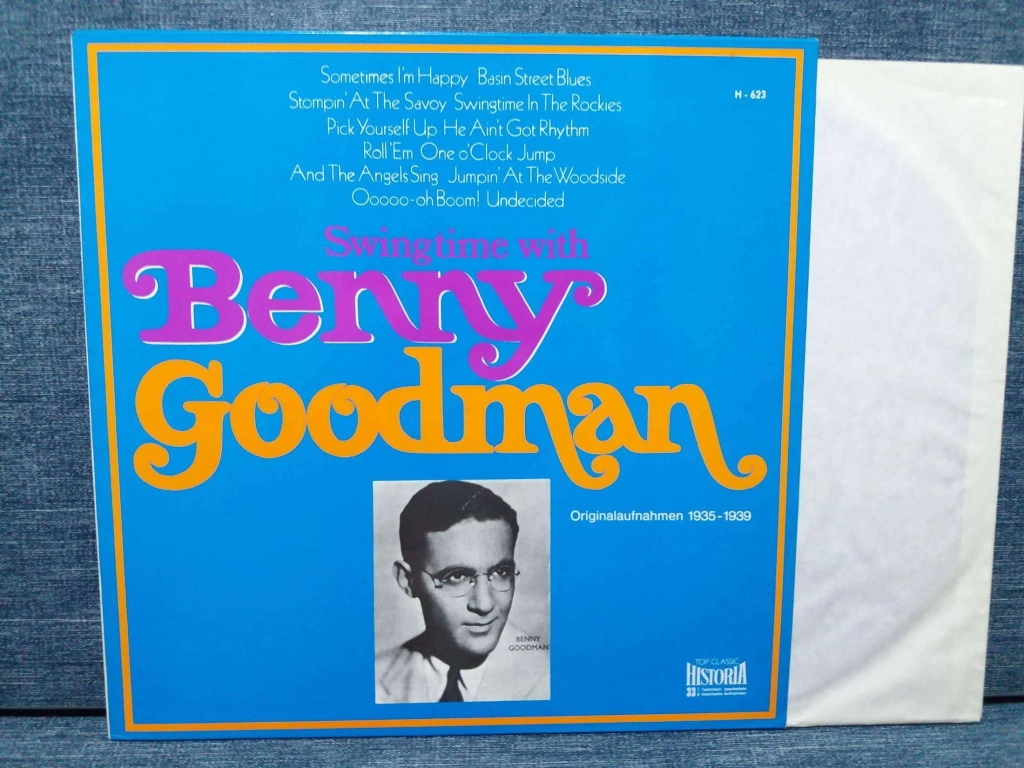 Sometimes I'm Happy Basin Street Blues
H - 623
Stompin' At The Savoy Swingtime In The Rockies
Pick Yourself Up He Ain't Got Rhythm
Roll 'Em One o'Clock Jump
And The Angels Sing Jumpin' At The Woodside
Ooooo-oh Boom! Undecided
Swingtime with
Benny
Goodman
Originalaufnahmen 1935-1939
BENNY
GOODMAN
TOP CLASSIC
HISTORIA
33